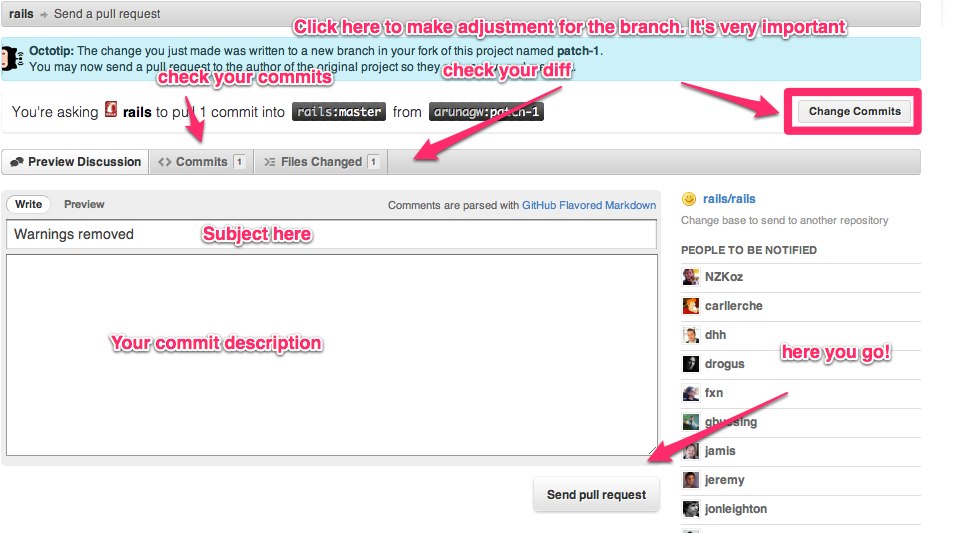 rails → Send a pull request
Click here to make adjustment for the branch. It's very important
Octotip: The change you just made was written to a new branch in your fork of this project named patch-1.
You may now send a pull request to the author of the original project so they
check your commits
check your diff
You're asking rails to pull 1 commit into rails:master from arunagw:patch-1
Change Commits
Preview Discussion
Commits 1
Files Changed 1
Write
Preview
Comments are parsed with GitHub Flavored Markdown
Warnings removed
Subject here
Your commit description
rails/rails
Change base to send to another repository
PEOPLE TO BE NOTIFIED
NZKoz
carllerche
dhh
here you go!
drogus
fxn
jamis
jeremy
jonleighton
Send pull request